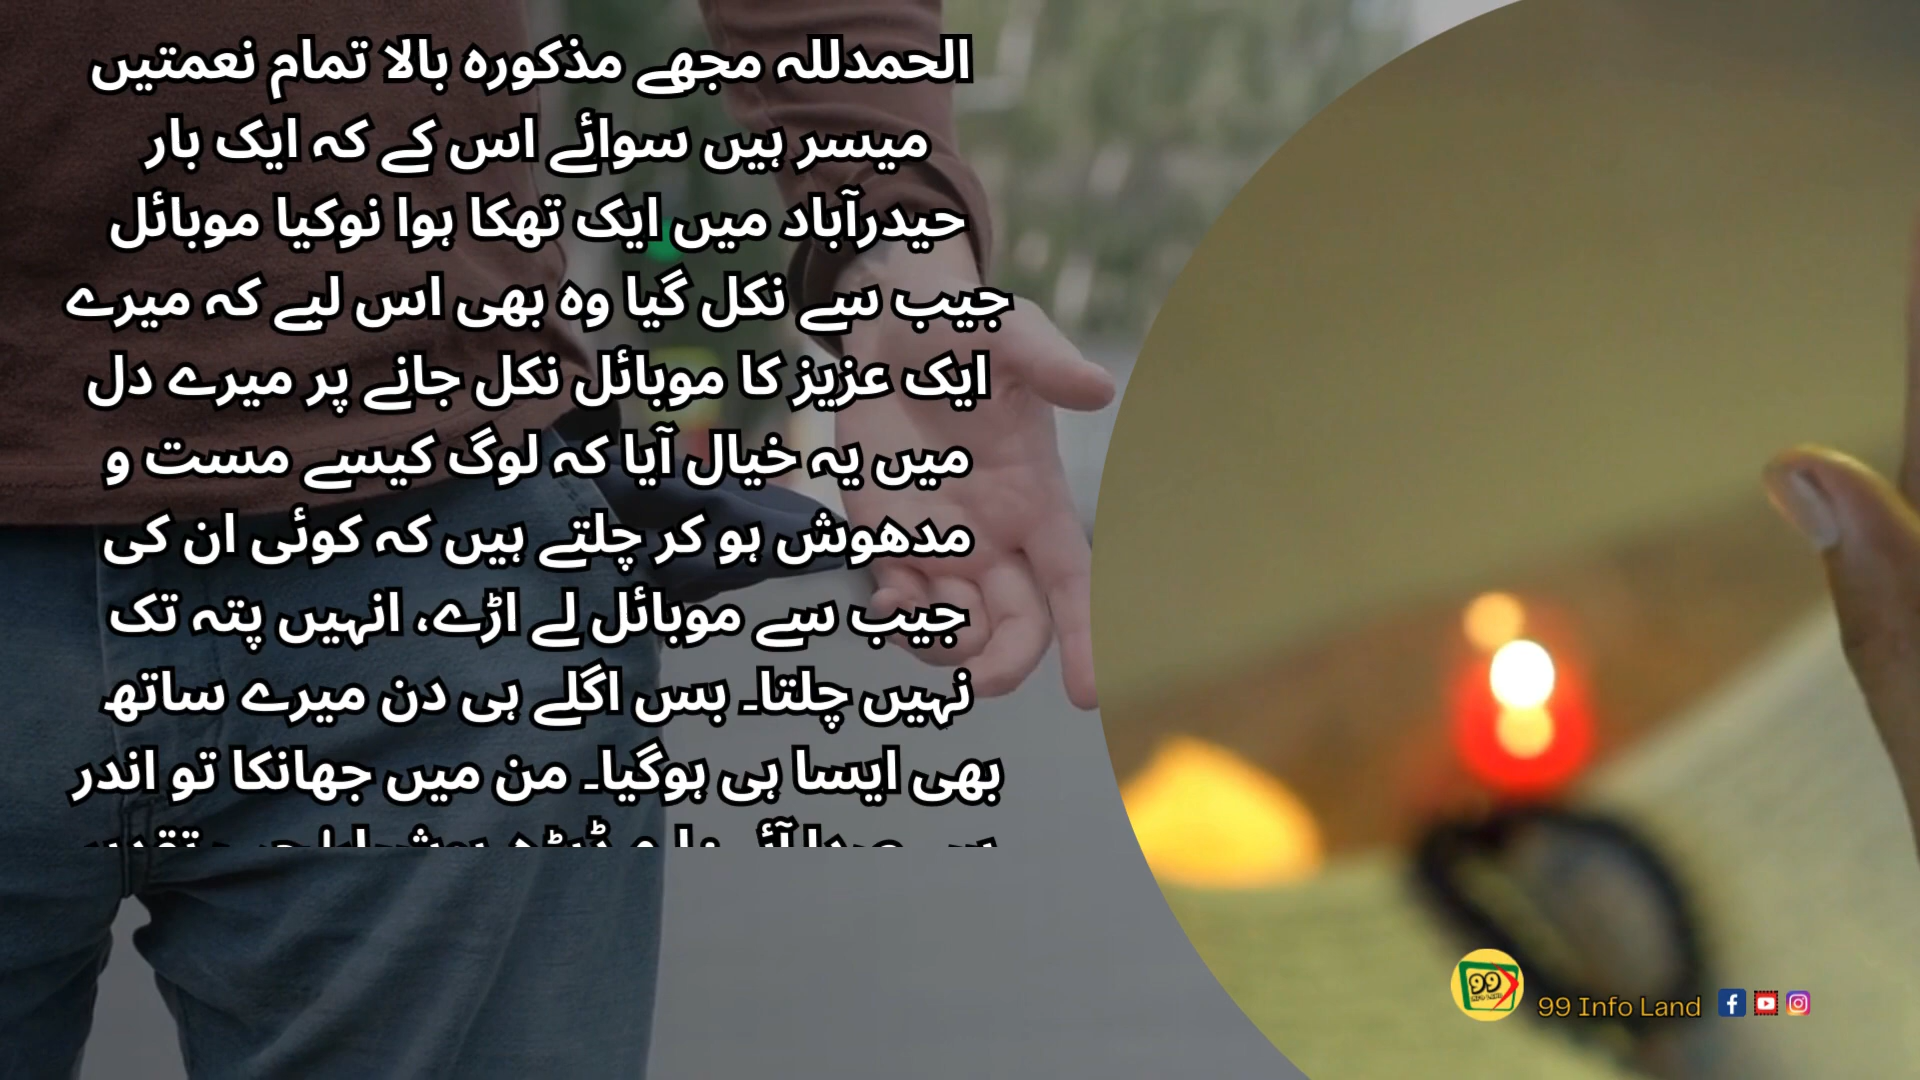 الحمدللہ مجھے مذکورہ بالا تمام نعمتیں
میسر ہیں سوائے اس کے کہ ایک بار
حیدرآباد میں ایک تھکا ہوا نوکیا موبائل
جیب سے نکل گیا وہ بھی اس لیے کہ میرے
ایک عزیز کا موبائل نکل جانے پر میرے دل
میں یہ خیال آیا کہ لوگ کیسے مست و
مدھوش ہو کر چلتے ہیں کہ کوئی ان کی
جیب سے موبائل لے اڑے، انہیں پتہ تک
نہیں چلتا۔ بس اگلے ہی دن میرے ساتھ
بھی ایسا ہی ہوگیا۔ من میں جھانکا تو اندر
99 Info Land